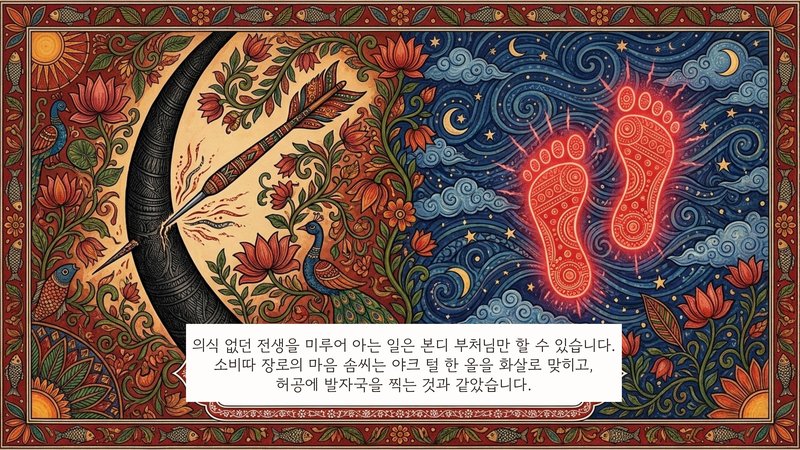 의식 없던 전생을 미루어 아는 일은 본디 부처님만 할 수 있습니다.
소비따 장로의 마음 솜씨는 야크 털 한 올을 화살로 맞히고,
허공에 발자국을 찍는 것과 같았습니다.